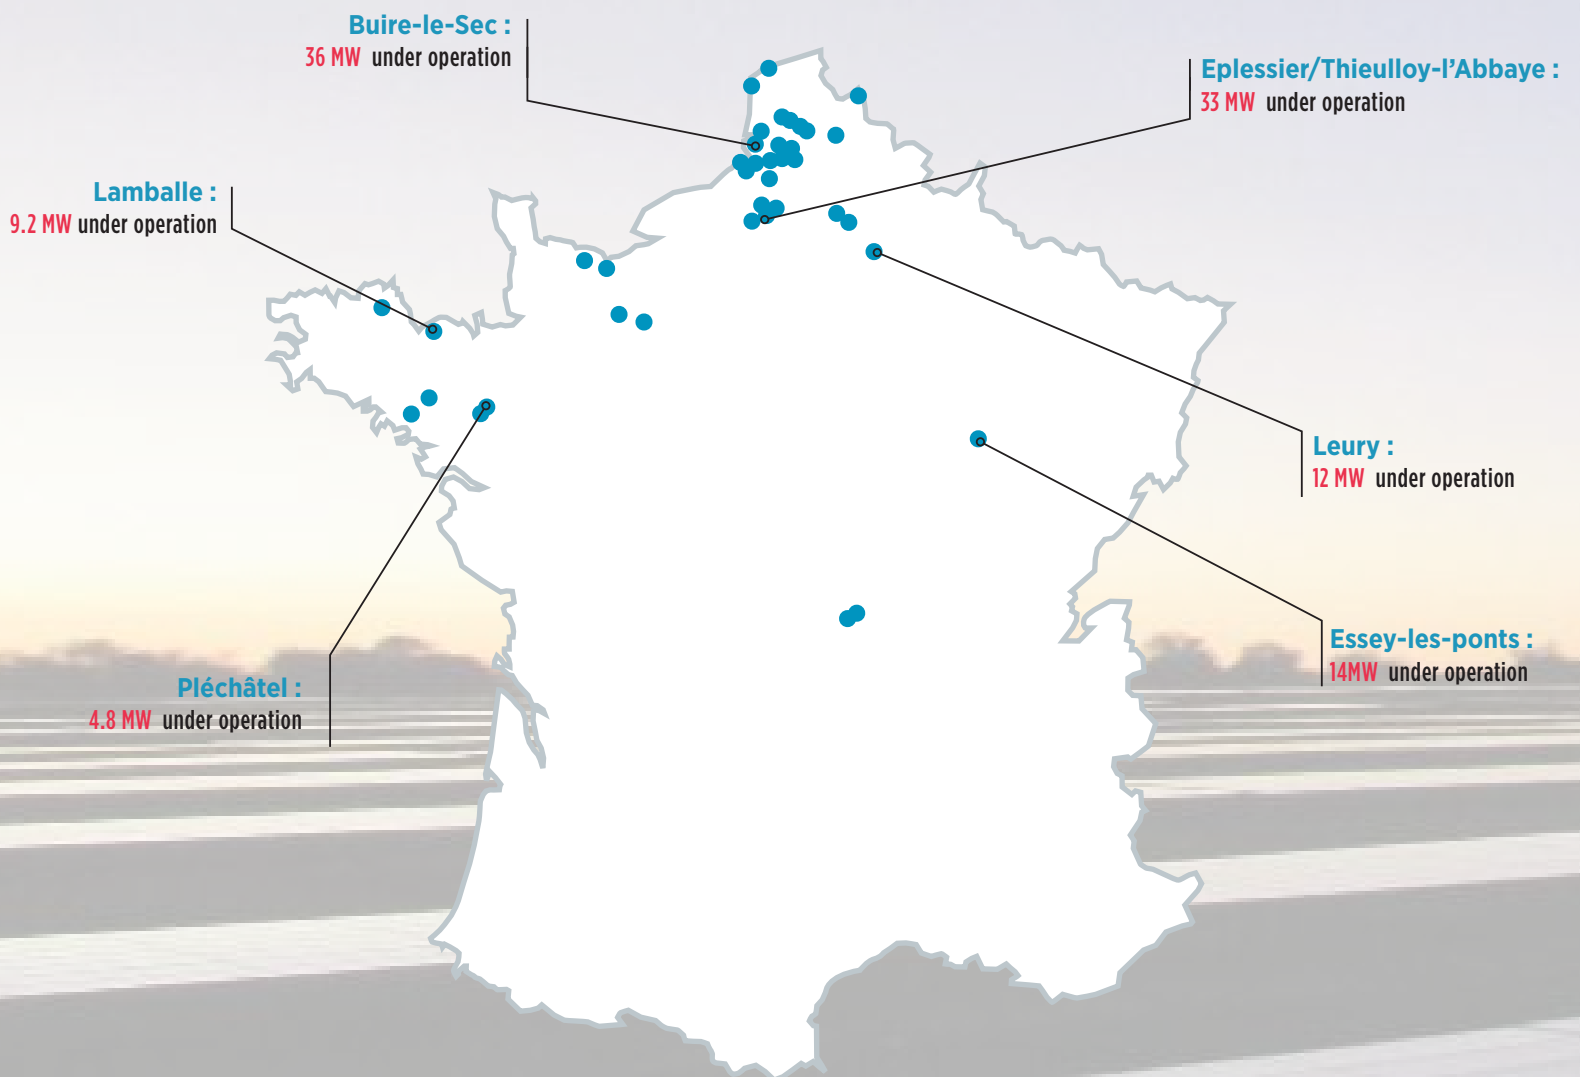 Buire-le-Sec :
36 MW under operation
Eplessier/Thieulloy-l'Abbaye :
33 MW under operation
Lamballe :
9.2 MW under operation
Leury :
12 MW under operation
Essey-les-ponts :
14MW under operation
Pléchâtel :
4.8 MW under operation